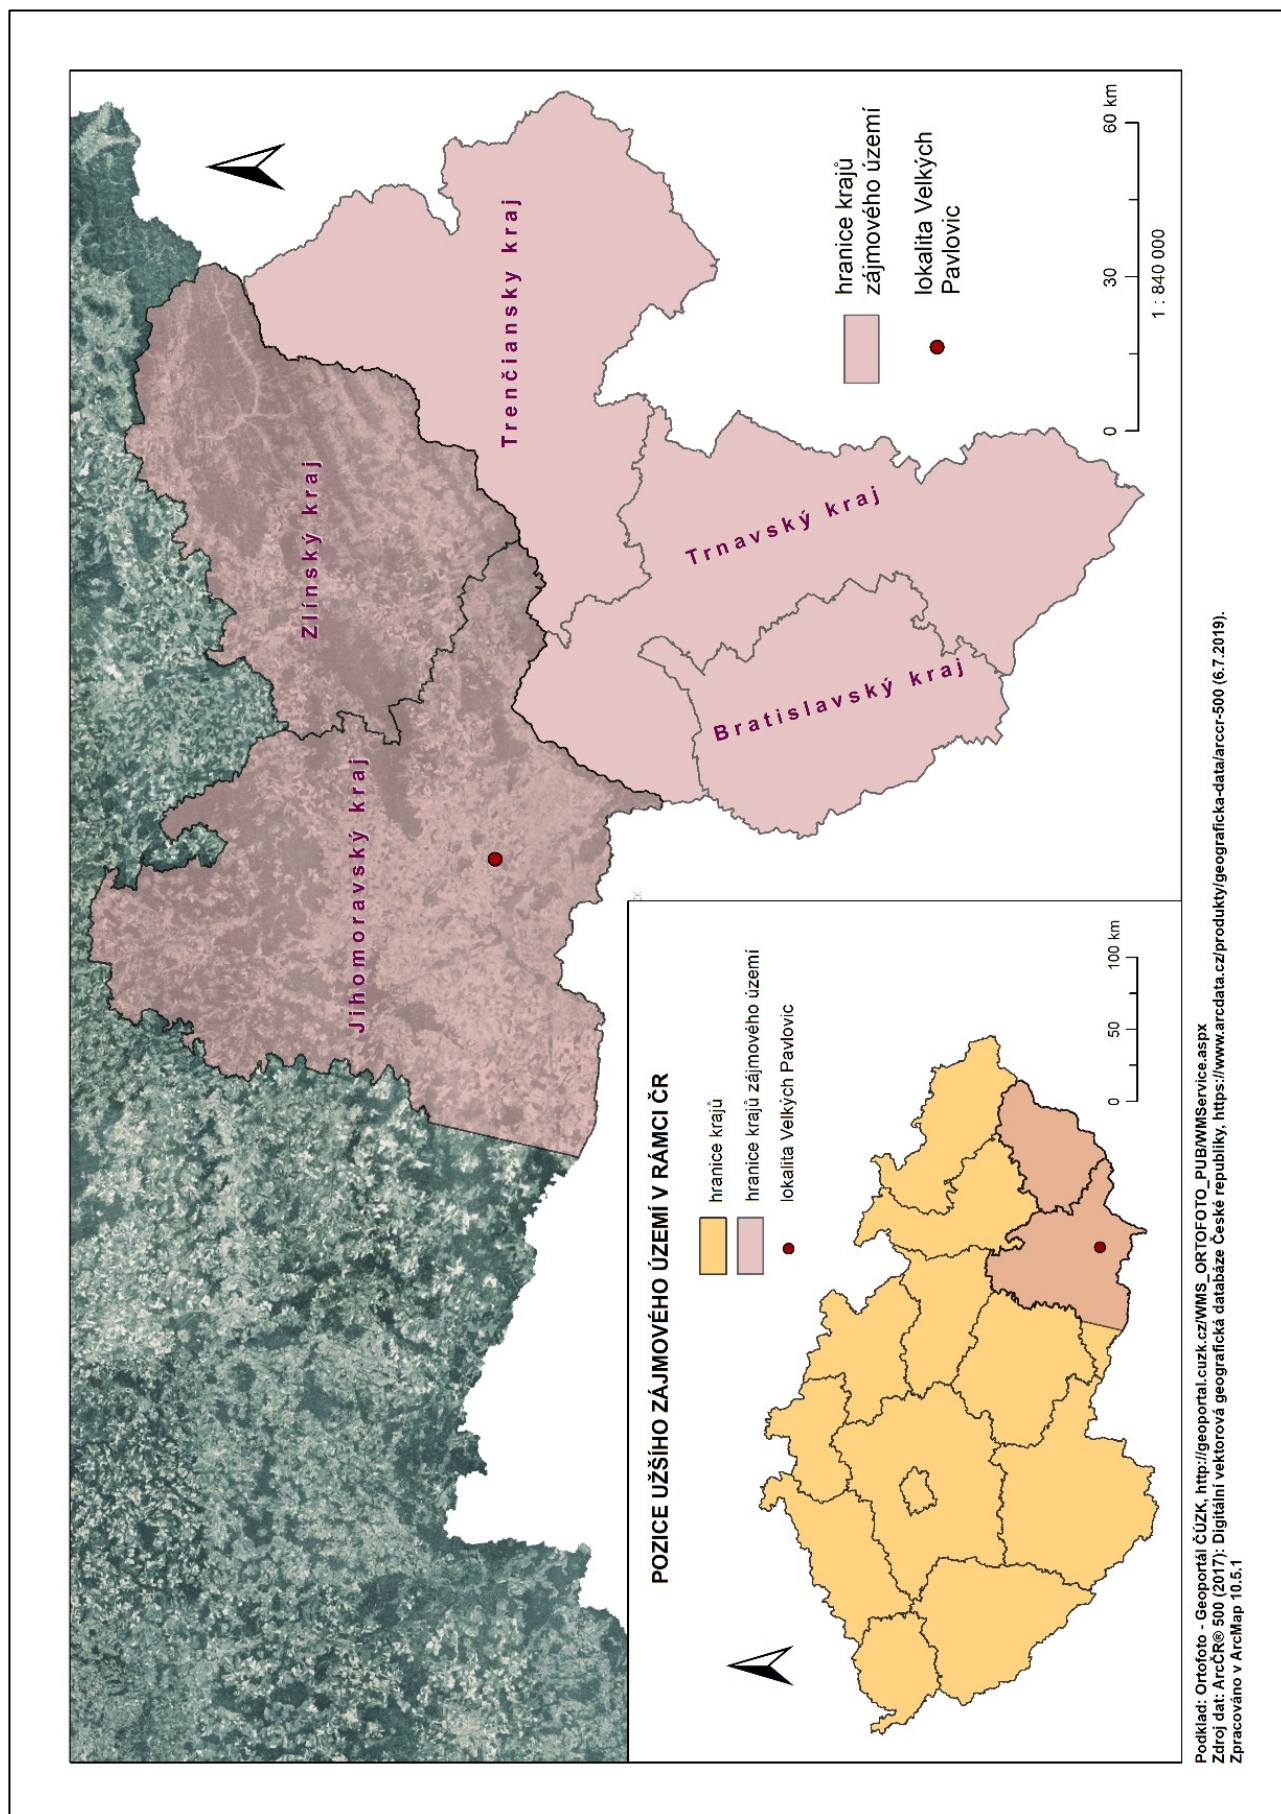 Zlínský kraj
Jihomoravský kraj
Trenčiansky kraj
Trnavský kraj
Bratislavský kraj
hranice krajů
zájmového území
lokalita Velkých
Pavlovic
0 30 60 km
1 : 840 000
POZICE UŽŠÍHO ZÁJMOVÉHO ÚZEMÍ V RÁMCI ČR
hranice krajů
hranice krajů zájmového území
lokalita Velkých Pavlovic
0 50 100 km
Podklad: Ortofoto - Geoportál ČÚZK, http://geoportal.cuzk.cz/WMS_ORTOFOTO_PUB/WMService.aspx
Zdroj dat: ArcČR® 500 (2017): Digitální vektorová geografická databáze České republiky, https://www.arcdata.cz/produkty/geograficka-data/arccr-500 (6.7.2019).
Zpracováno v ArcMap 10.5.1